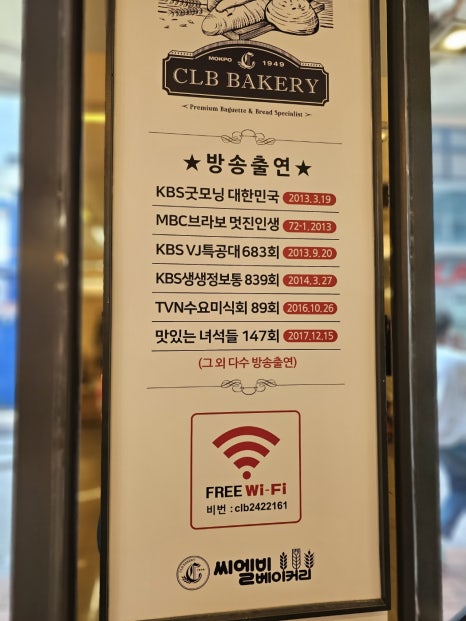 MOKPO 1949
CLB BAKERY
Premium Baguette & Bread Specialist
★방송출연★
KBS굿모닝 대한민국 2013.3.19
MBC브라보 멋진인생 72-1.2013
KBS VJ특공대 683회 2013.9.20
KBS생생정보통 839회 2014.3.27
TVN수요미식회 89회 2016.10.26
맛있는 녀석들 147회 2017.12.15
(그 외 다수 방송출연)
FREE Wi-Fi
비번 : clb2422161
씨엘비
베이커리